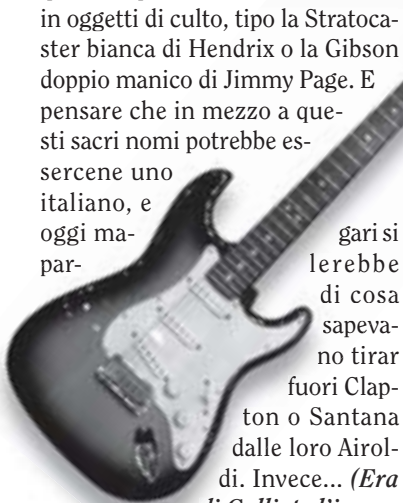 in oggetti di culto, tipo la Stratoca-
ster bianca di Hendrix o la Gibson
doppio manico di Jimmy Page. E
pensare che in mezzo a que-
sti sacri nomi potrebbe es-
sercene uno
italiano, e
oggi ma- gari si
par- lerebbe
di cosa
sapeva-
no tirar
fuori Clap-
ton o Santana
dalle loro Airol-
di. Invece... (Era